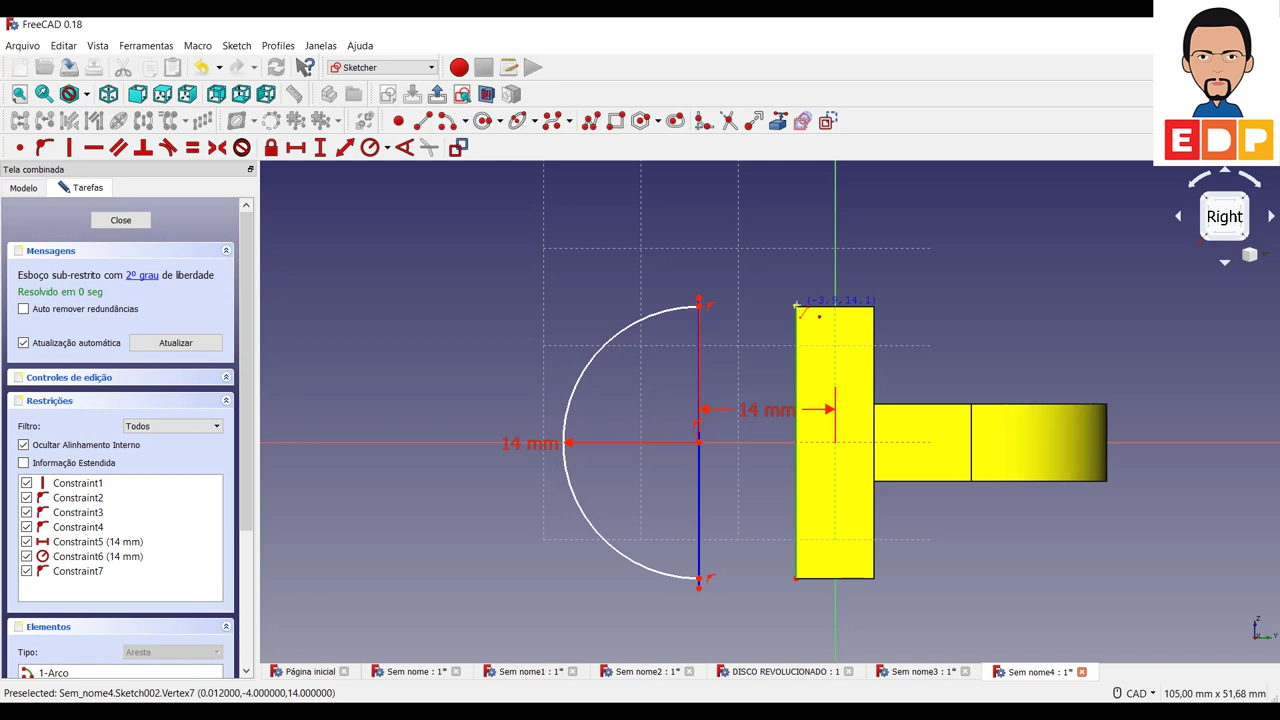 FreeCAD 0.18
Arquivo Editar Vista Ferramentas Macro Sketch Profiles Janelas Ajuda
Sketcher
EDP
Tela combinada
Modelo Tarefas
Close
Mensagens
Esboço sub-restrito com 2º grau de liberdade
Resolvido em 0 seg
Auto remover redundâncias
Atualização automática Atualizar
Controles de edição
Restrições
Filtro: Todos
Ocultar Alinhamento Interno
Informação Estendida
Constraint1
Constraint2
Constraint3
Constraint4
Constraint5 (14 mm)
Constraint6 (14 mm)
Constraint7
Elementos
Tipo: Aresta
1-Arco
Right
(-3.9,14.1)
14 mm
14 mm
Z
Y
X
Página inicial Sem nome : 1* Sem nome1 : 1* Sem nome2 : 1* DISCO REVOLUCIONADO : 1 Sem nome3 : 1* Sem nome4 : 1*
Preselected: Sem_nome4.Sketch002.Vertex7 (0.012000,-4.000000,14.000000)
CAD 105,00 mm x 51,68 mm